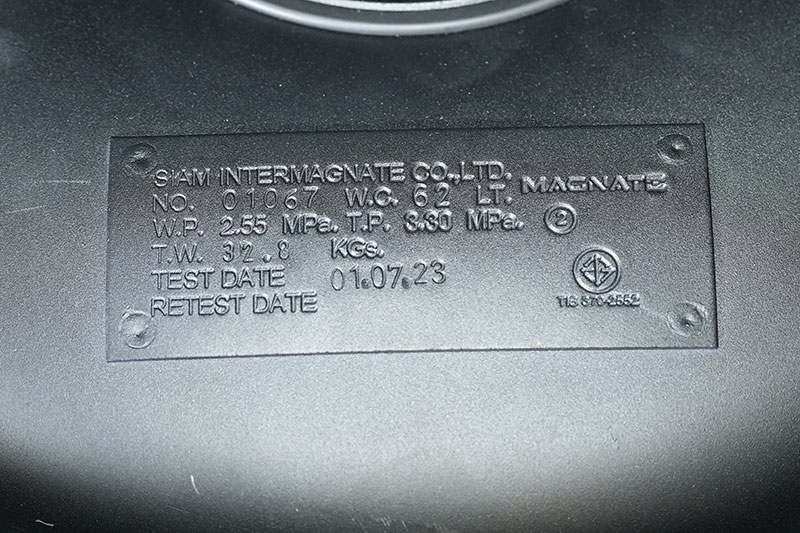 SIAM INTERMAGNATE CO.,LTD.
MAGNATE
NO. 01067 W.C. 62 LT.
W.P. 2.55 MPa. T.P. 3.30 MPa. 2
T.W. 32.8 KGs.
TEST DATE 01.07.23
RETEST DATE
TIS 370-2552